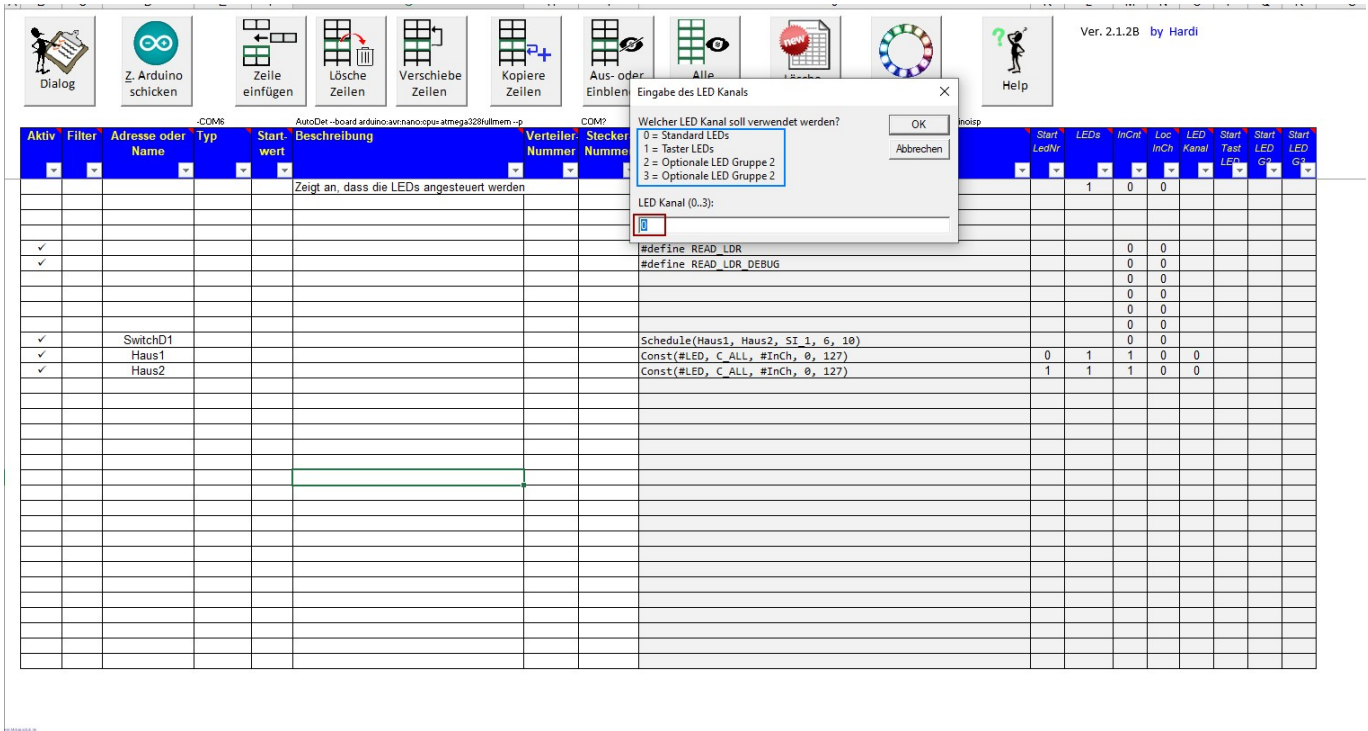 Ver. 2.1.2B by Hardi
Dialog
Z. Arduino
schicken
Zeile
einfügen
Lösche
Zeilen
Verschiebe
Zeilen
Kopiere
Zeilen
Aus- oder
Alle
new
Help
Eingabe des LED Kanals
Welcher LED Kanal soll verwendet werden?
0 = Standard LEDs
1 = Taster LEDs
2 = Optionale LED Gruppe 2
3 = Optionale LED Gruppe 2
OK
Abbrechen
LED Kanal (0..3):
0
-COM6 AutoDet --board arduino:avr:nano:cpu=atmega328fullmem --p COM?
Aktiv Filter Adresse oder Name Typ Start-wert Beschreibung Verteiler-Nummer Stecker Start LedNr LEDs InCnt Loc InCh LED Kanal Start Tast LED Start LED G2 Start LED G3
Zeigt an, dass die LEDs angesteuert werden 1 0 0
✓ #define READ_LDR 0 0
✓ #define READ_LDR_DEBUG 0 0
0 0
0 0
0 0
0 0
✓ SwitchD1 Schedule(Haus1, Haus2, SI_1, 6, 10) 0 0
✓ Haus1 Const(#LED, C_ALL, #InCh, 0, 127) 0 1 1 0 0
✓ Haus2 Const(#LED, C_ALL, #InCh, 0, 127) 1 1 1 0 0